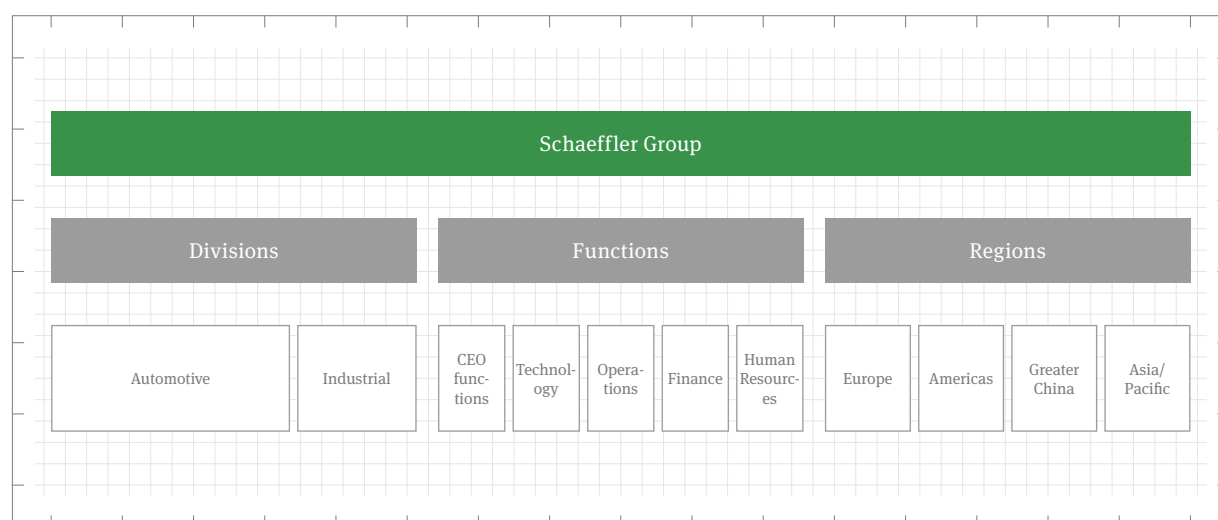 Schaeffler Group
Divisions
Functions
Regions
Automotive
Industrial
CEO
func-
tions
Technol-
ogy
Opera-
tions
Finance
Human
Resourc-
es
Europe
Americas
Greater
China
Asia/
Pacific